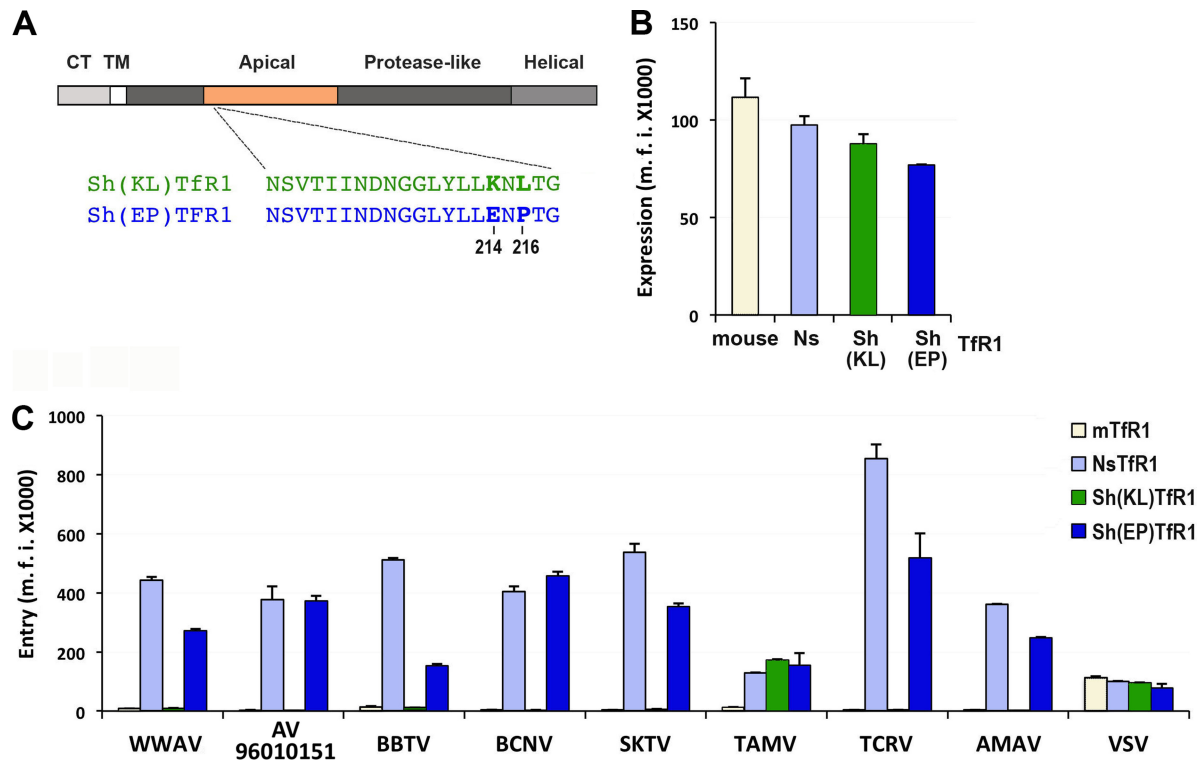 A
CT TM Apical Protease-like Helical
Sh(KL)TfR1 NSVTIINDNGGLYLLKNLTG
Sh(EP)TFR1 NSVTIINDNGGLYLLENPTG
214 216
B
Expression (m. f. i. X1000)
150
100
50
0
mouse Ns Sh (KL) Sh (EP) TfR1
C
Entry (m. f. i. X1000)
1000
800
600
400
200
0
WWAV AV 96010151 BBTV BCNV SKTV TAMV TCRV AMAV VSV
mTfR1
NsTfR1
Sh(KL)TfR1
Sh(EP)TfR1